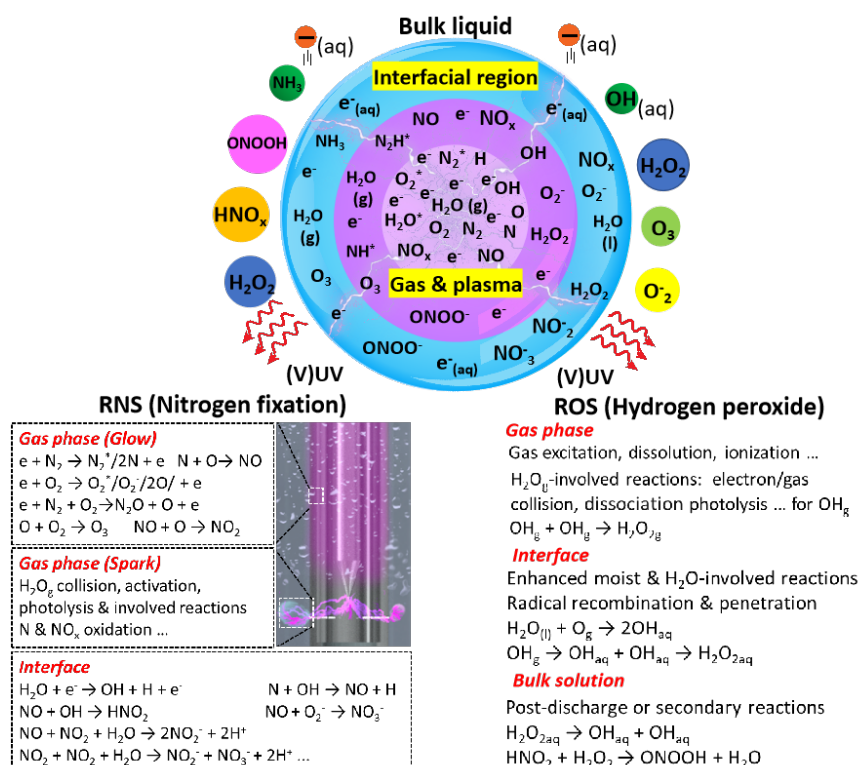 Bulk liquid
− (aq)
− (aq)
NH₃
Interfacial region
OH (aq)
e⁻(aq)
NO e⁻ NOₓ
e⁻(aq)
ONOOH
NH₃
N₂H*
e⁻ N₂* H
OH
NOₓ
H₂O₂
e⁻
H₂O (g)
O₂*
e⁻
e⁻
e⁻ OH
O₂⁻
O₂⁻
HNOₓ
H₂O (g)
e⁻
e⁻ H₂O (g)
H₂O*
e⁻
O
H₂O (l)
O₃
O₂ N₂
N
H₂O₂
NH*
NOₓ
e⁻
NO
H₂O₂
O₃
O₃
Gas & plasma
e⁻
H₂O₂
O⁻₂
e⁻
ONOO⁻
e⁻
NO⁻₂
ONOO⁻
e⁻(aq)
NO⁻₃
(V)UV
(V)UV
RNS (Nitrogen fixation)
Gas phase (Glow)
e + N₂ → N₂*/2N + e N + O→ NO
e + O₂ → O₂*/O₂⁻/2O/ + e
e + N₂ + O₂→N₂O + O + e
O + O₂ → O₃ NO + O → NO₂
Gas phase (Spark)
H₂Og collision, activation,
photolysis & involved reactions
N & NOₓ oxidation ...
Interface
H₂O + e⁻ → OH + H + e⁻ N + OH → NO + H
NO + OH → HNO₂ NO + O₂⁻ → NO₃⁻
NO + NO₂ + H₂O → 2NO₂⁻ + 2H⁺
NO₂ + NO₂ + H₂O → NO₂⁻ + NO₃⁻ + 2H⁺ ...
ROS (Hydrogen peroxide)
Gas phase
Gas excitation, dissolution, ionization ...
H₂Og-involved reactions: electron/gas
collision, dissociation photolysis ... for OHg
OHg + OHg → H₂O₂g
Interface
Enhanced moist & H₂O-involved reactions
Radical recombination & penetration
H₂O(l) + Og → 2OHaq
OHg → OHaq + OHaq → H₂O₂aq
Bulk solution
Post-discharge or secondary reactions
H₂O₂aq → OHaq + OHaq
HNO₂ + H₂O₂ → ONOOH + H₂O